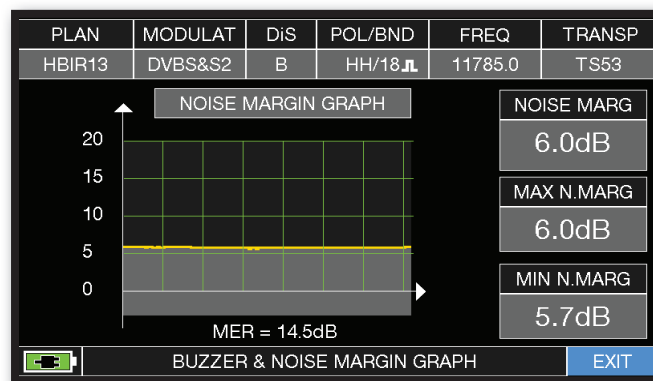 PLAN MODULAT DiS POL/BND FREQ TRANSP
HBIR13 DVBS&S2 B HH/18 11785.0 TS53
NOISE MARGIN GRAPH
NOISE MARG
6.0dB
MAX N.MARG
6.0dB
MIN N.MARG
5.7dB
20
15
10
5
0
MER = 14.5dB
BUZZER & NOISE MARGIN GRAPH EXIT